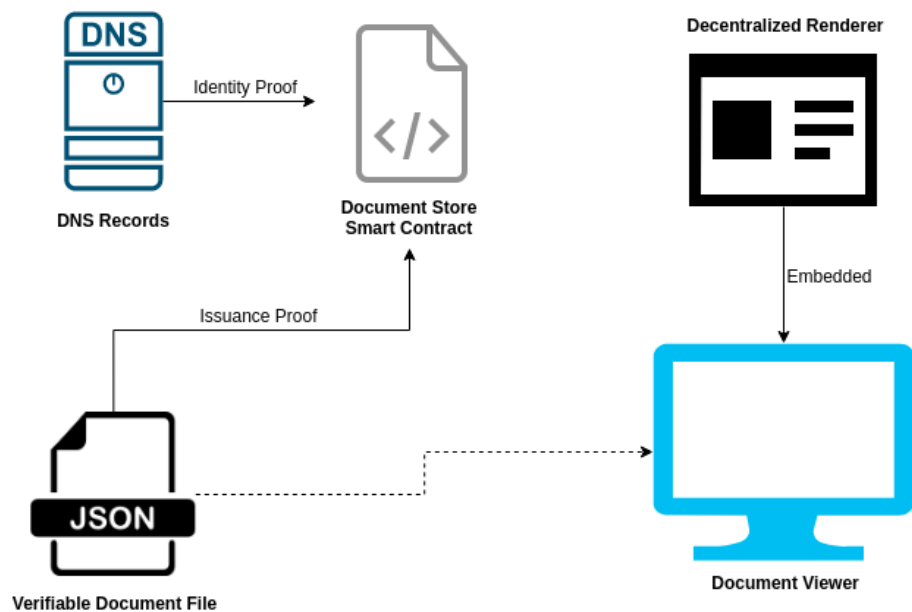 DNS
Identity Proof
DNS Records
</>
Document Store
Smart Contract
Decentralized Renderer
Embedded
Issuance Proof
JSON
Verifiable Document File
Document Viewer